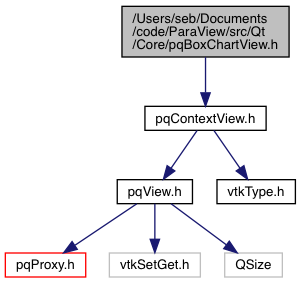 /Users/seb/Documents
/code/ParaView/src/Qt
/Core/pqBoxChartView.h
pqContextView.h
pqView.h
vtkType.h
pqProxy.h
vtkSetGet.h
QSize